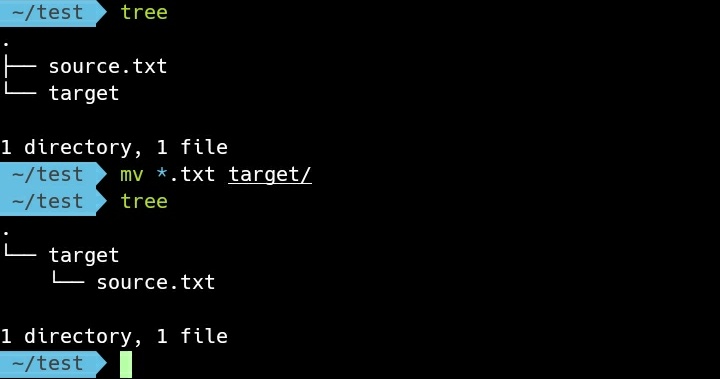 ~/test tree
.
├── source.txt
└── target

1 directory, 1 file
~/test mv *.txt target/
~/test tree
.
└── target
    └── source.txt

1 directory, 1 file
~/test